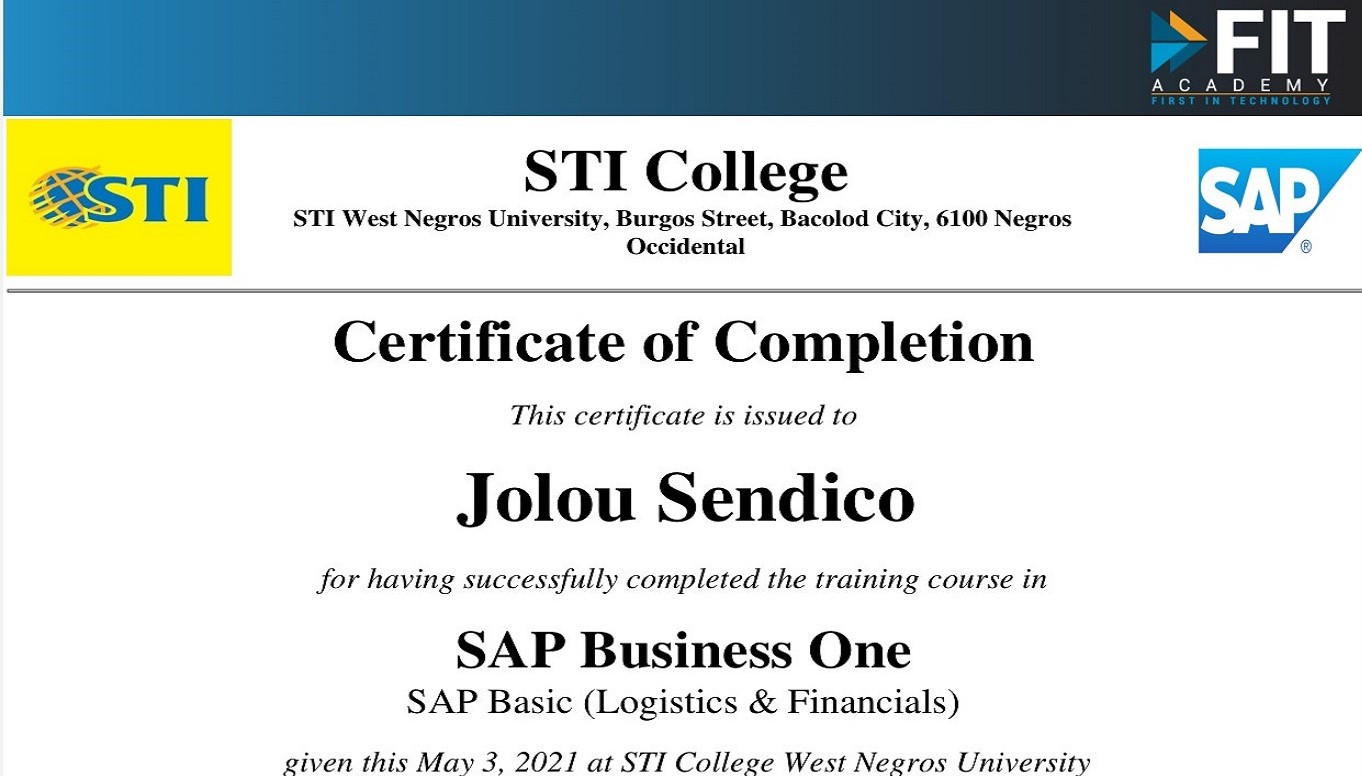 FIT
ACADEMY
FIRST IN TECHNOLOGY
STI
STI College
STI West Negros University, Burgos Street, Bacolod City, 6100 Negros
Occidental
SAP
®
Certificate of Completion
This certificate is issued to
Jolou Sendico
for having successfully completed the training course in
SAP Business One
SAP Basic (Logistics & Financials)
given this May 3, 2021 at STI College West Negros University